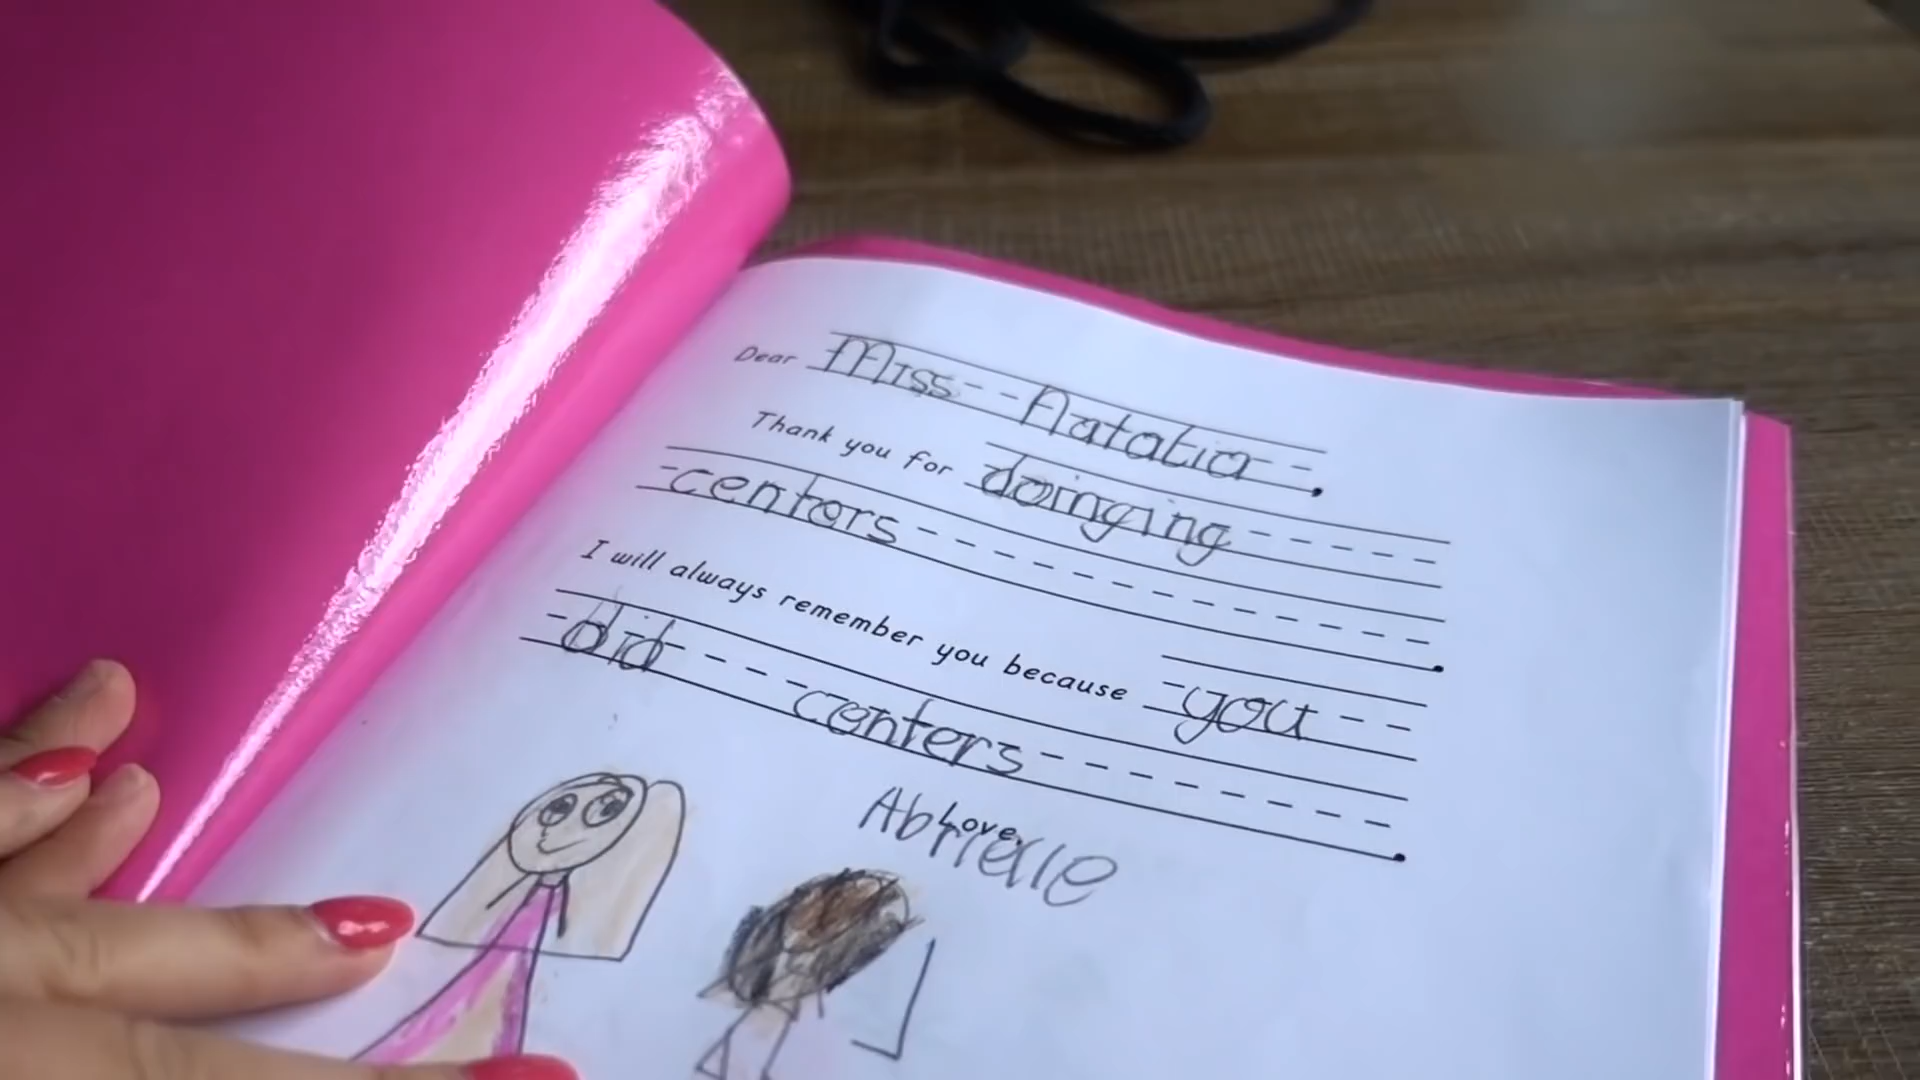 Dear Miss Natalia.
Thank you for doinging
centers.
I will always remember you because you
did centers.
Love,
Abrielle